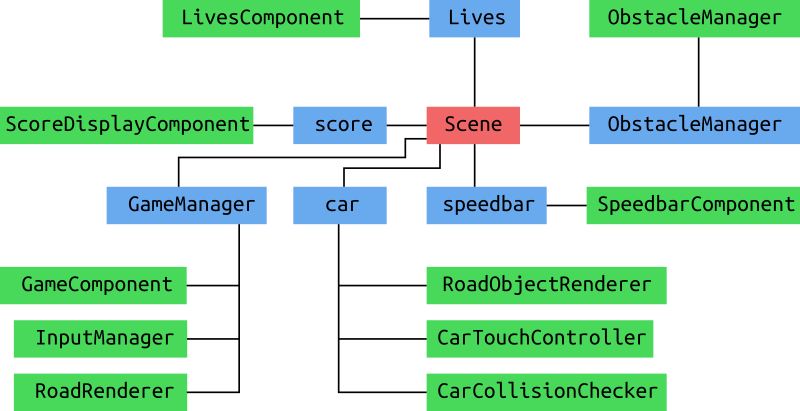 LivesComponent
Lives
ObstacleManager
ScoreDisplayComponent
score
Scene
ObstacleManager
GameManager
car
speedbar
SpeedbarComponent
GameComponent
RoadObjectRenderer
InputManager
CarTouchController
RoadRenderer
CarCollisionChecker